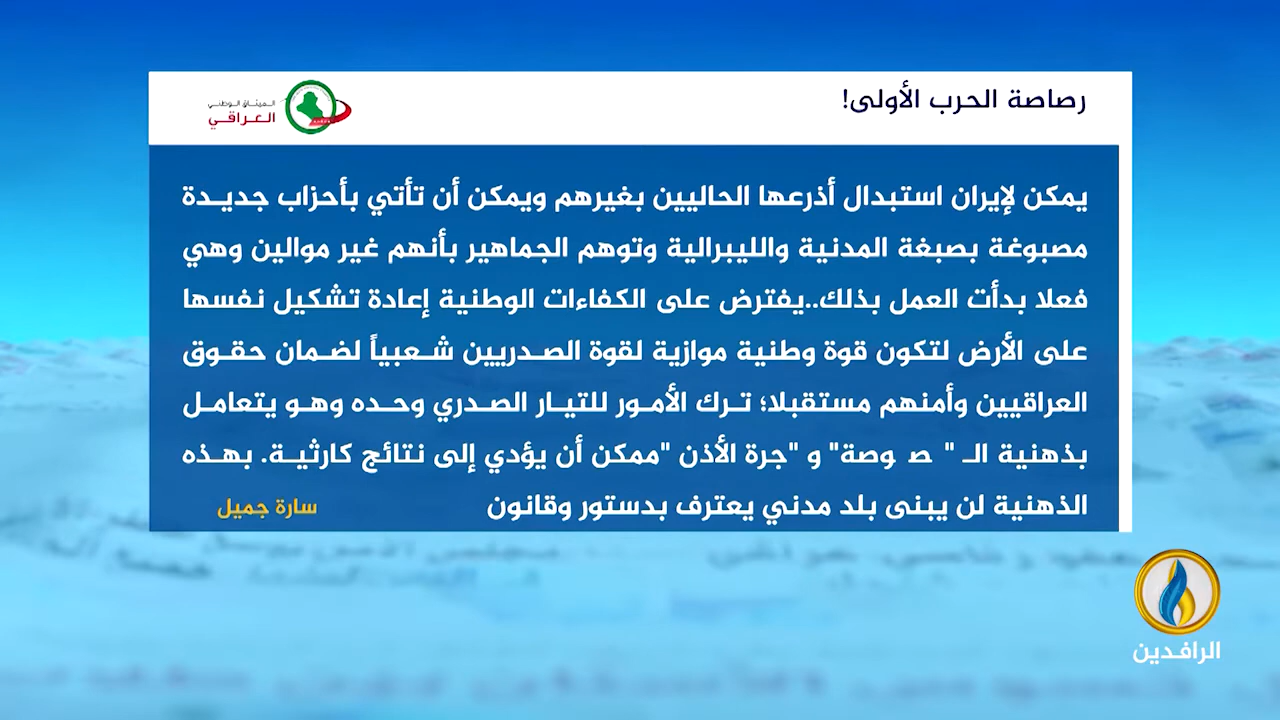 رصاصة الحرب الأولى!
الميثاق الوطني
العراقي
يمكن لإيران استبدال أذرعها الحاليين بغيرهم ويمكن أن تأتي بأحزاب جديدة
مصبوغة بصبغة المدنية والليبرالية وتوهم الجماهير بأنهم غير موالين وهي
فعلا بدأت العمل بذلك..يفترض على الكفاءات الوطنية إعادة تشكيل نفسها
على الأرض لتكون قوة وطنية موازية لقوة الصدريين شعبياً لضمان حقوق
العراقيين وأمنهم مستقبلا؛ ترك الأمور للتيار الصدري وحده وهو يتعامل
بذهنية الـ " صوصة" و "جرة الأذن "ممكن أن يؤدي إلى نتائج كارثية. بهذه
الذهنية لن يبنى بلد مدني يعترف بدستور وقانون
سارة جميل
الرافدين